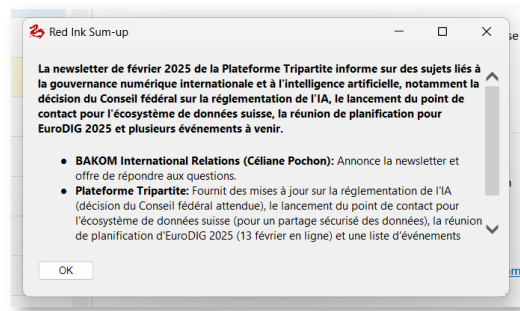 Red Ink Sum-up
se
La newsletter de février 2025 de la Plateforme Tripartite informe sur des sujets liés à
la gouvernance numérique internationale et à l'intelligence artificielle, notamment la
décision du Conseil fédéral sur la réglementation de l'IA, le lancement du point de
contact pour l'écosystème de données suisse, la réunion de planification pour
EuroDIG 2025 et plusieurs événements à venir.
• BAKOM International Relations (Céliane Pochon): Annonce la newsletter et
offre de répondre aux questions.
• Plateforme Tripartite: Fournit des mises à jour sur la réglementation de l'IA
(décision du Conseil fédéral attendue), le lancement du point de contact pour
l'écosystème de données suisse (pour un partage sécurisé des données), la réunion
de planification d'EuroDIG 2025 (13 février en ligne) et une liste d'événements
OK